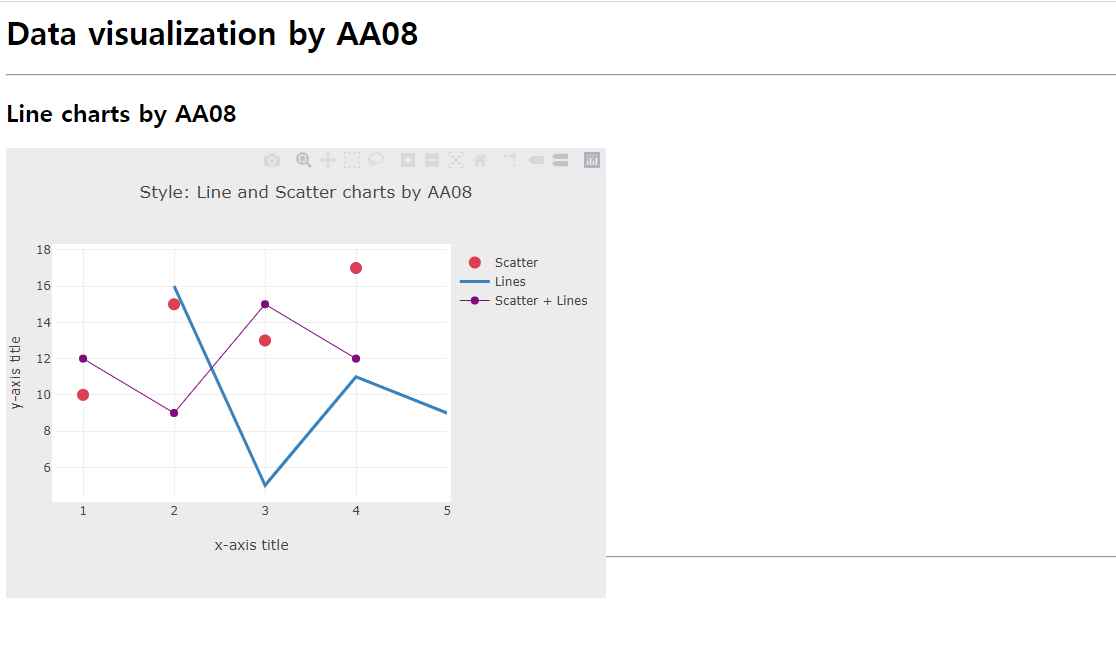 Data visualization by AA08
Line charts by AA08
Style: Line and Scatter charts by AA08
18
16
14
12
10
8
6
y-axis title
1 2 3 4 5
x-axis title
Scatter
Lines
Scatter + Lines